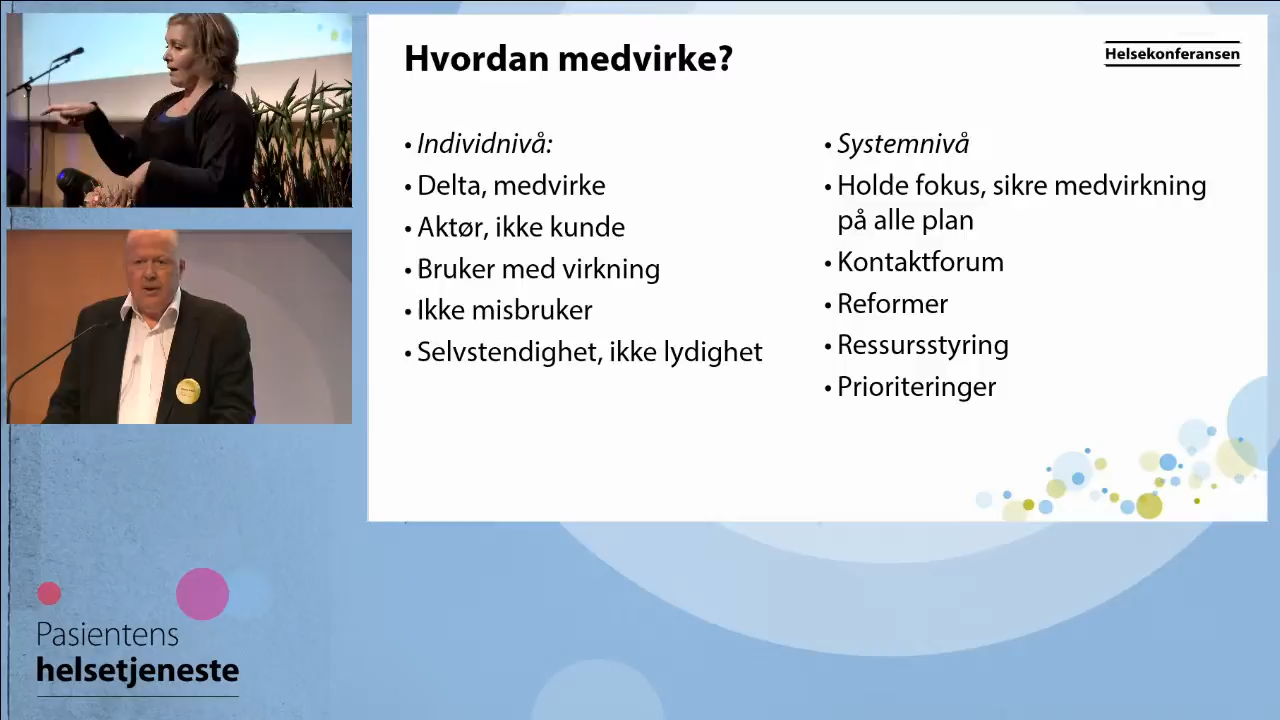 Hvordan medvirke?
Helsekonferansen
• Individnivå:
• Delta, medvirke
• Aktør, ikke kunde
• Bruker med virkning
• Ikke misbruker
• Selvstendighet, ikke lydighet
• Systemnivå
• Holde fokus, sikre medvirkning
på alle plan
• Kontaktforum
• Reformer
• Ressursstyring
• Prioriteringer
Pasientens
helsetjeneste